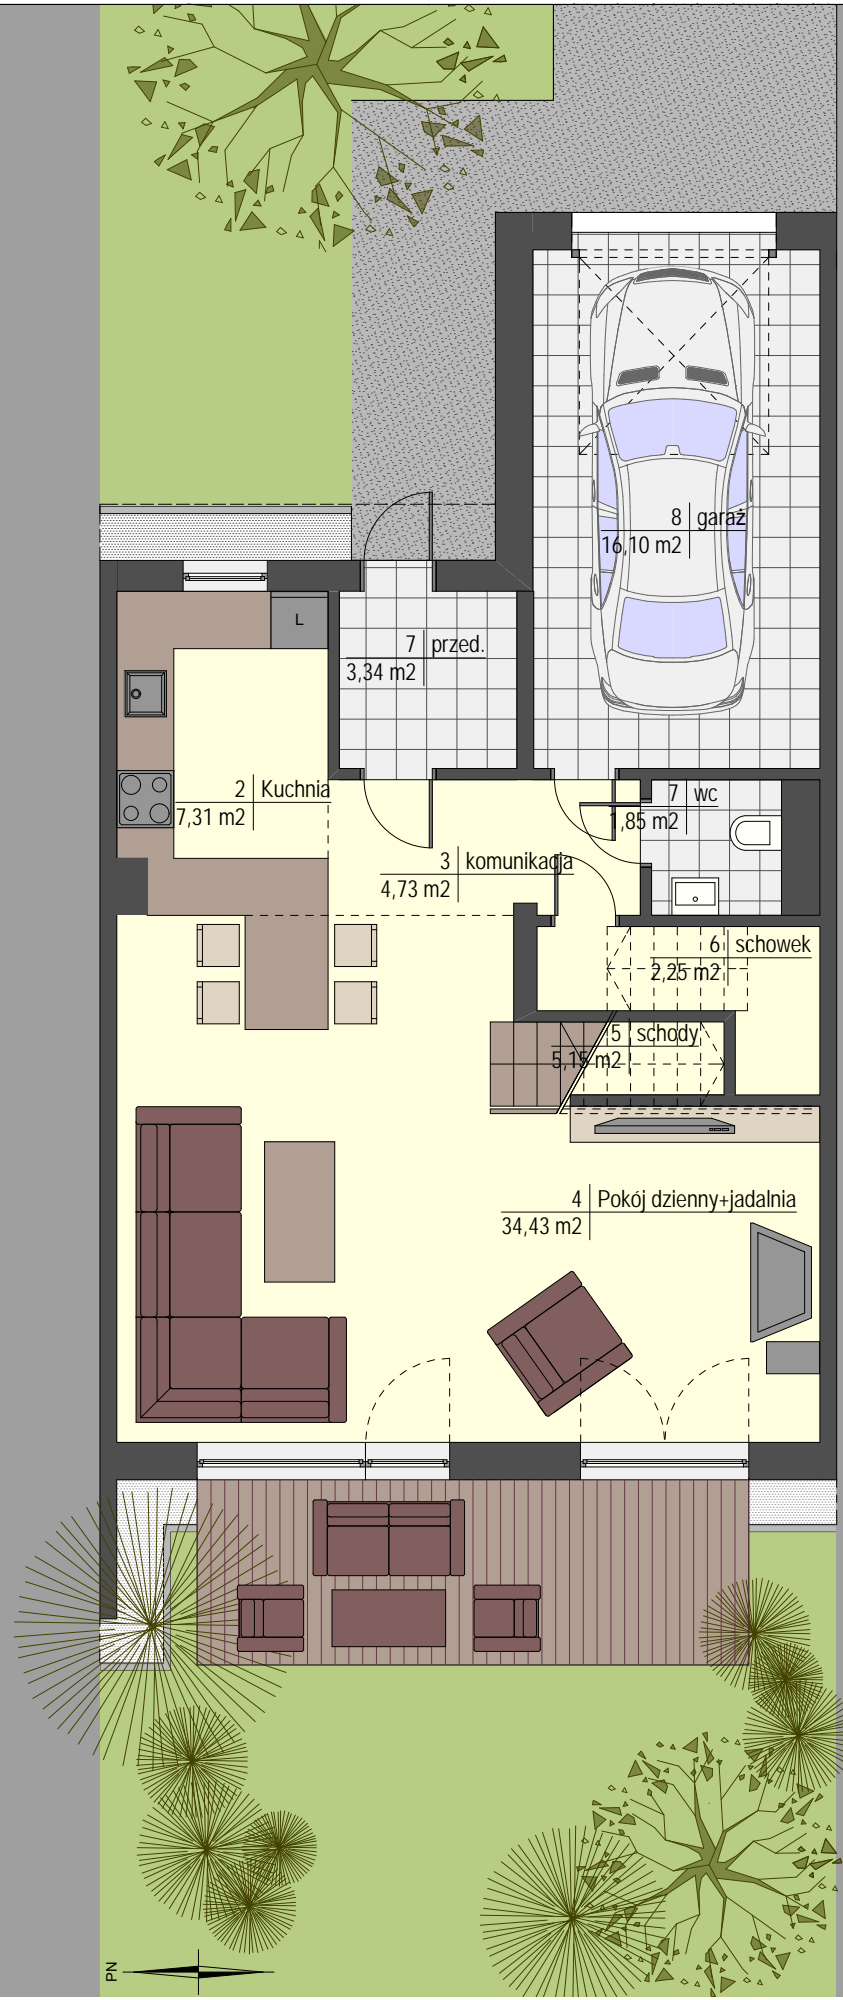 8 garaż
16,10 m2
L
7 przed.
3,34 m2
2 Kuchnia
7,31 m2
7 wc
1,85 m2
3 komunikacja
4,73 m2
6 schowek
2,25 m2
5 schody
5,15 m2
4 Pokój dzienny+jadalnia
34,43 m2
PN